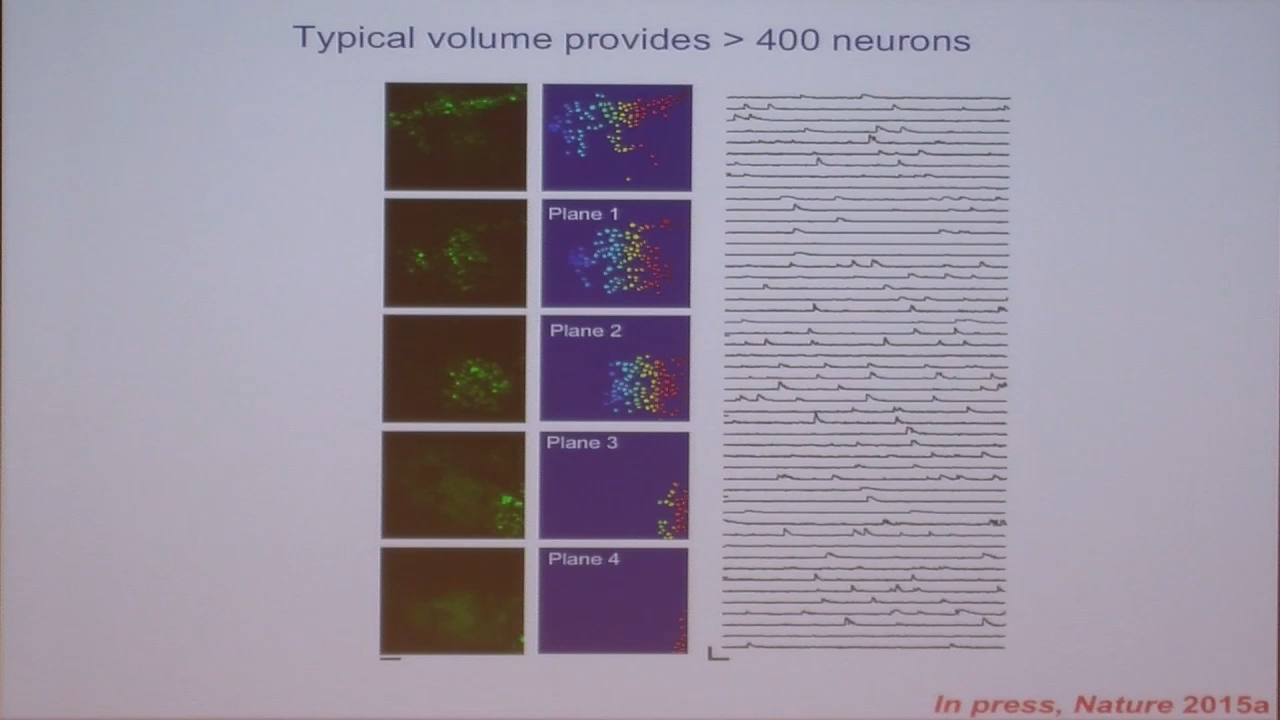 Typical volume provides > 400 neurons
Plane 1
Plane 2
Plane 3
Plane 4
In press, Nature 2015a